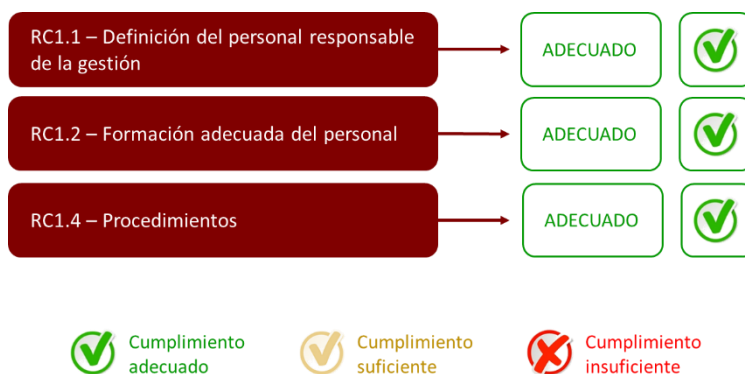 RC1.1 – Definición del personal responsable
de la gestión
ADECUADO
RC1.2 – Formación adecuada del personal
ADECUADO
RC1.4 – Procedimientos
ADECUADO
Cumplimiento
adecuado
Cumplimiento
suficiente
Cumplimiento
insuficiente